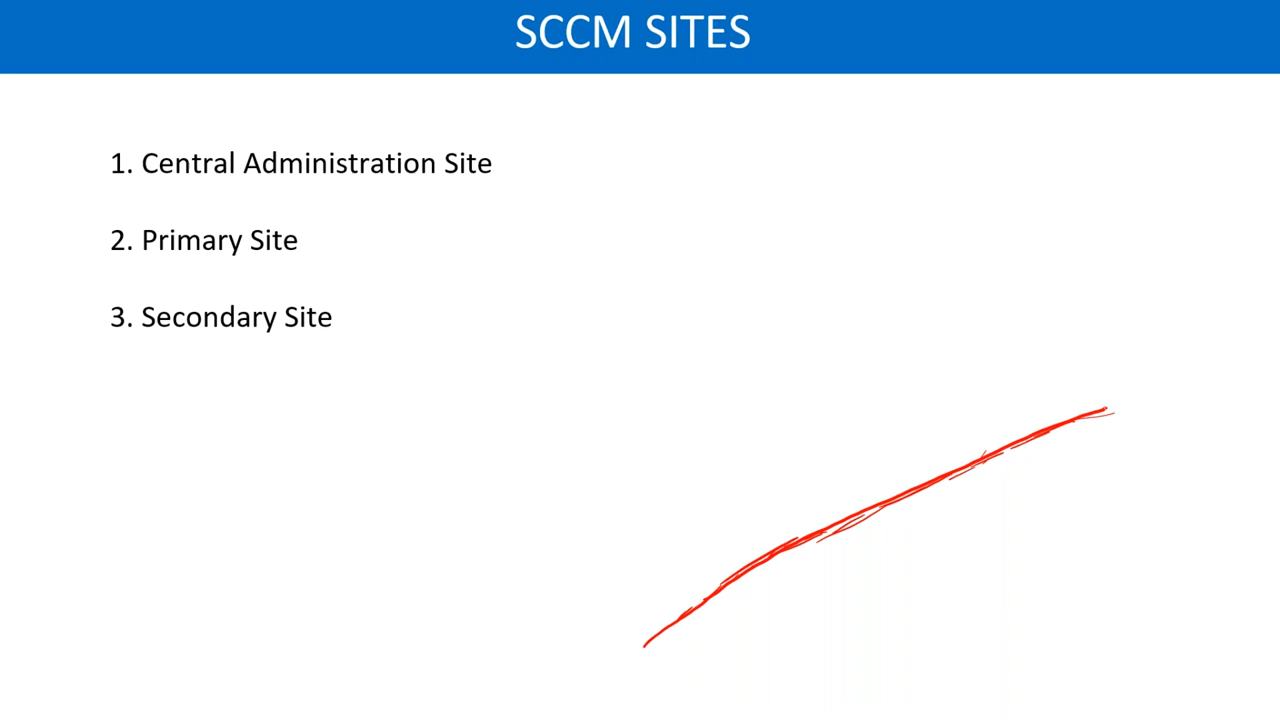 SCCM SITES
1. Central Administration Site
2. Primary Site
3. Secondary Site